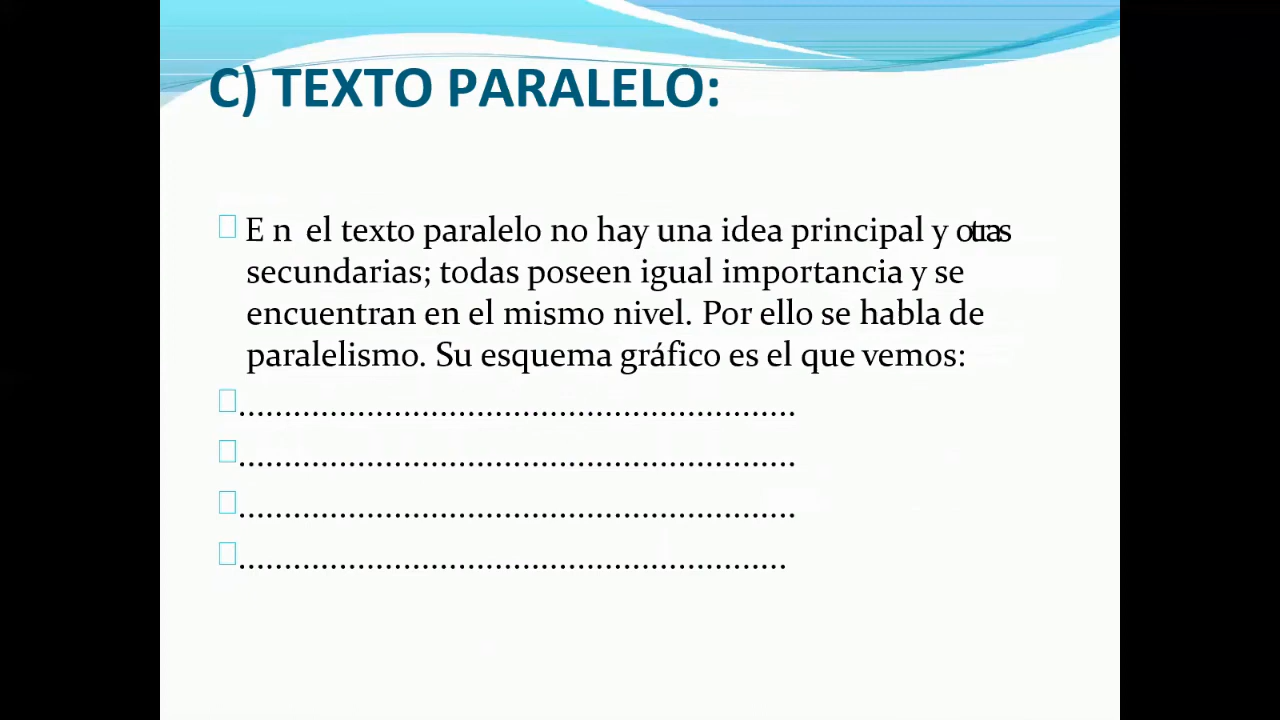 C) TEXTO PARALELO:
E n el texto paralelo no hay una idea principal y otras
secundarias; todas poseen igual importancia y se
encuentran en el mismo nivel. Por ello se habla de
paralelismo. Su esquema gráfico es el que vemos:
.............................................................
.............................................................
.............................................................
............................................................